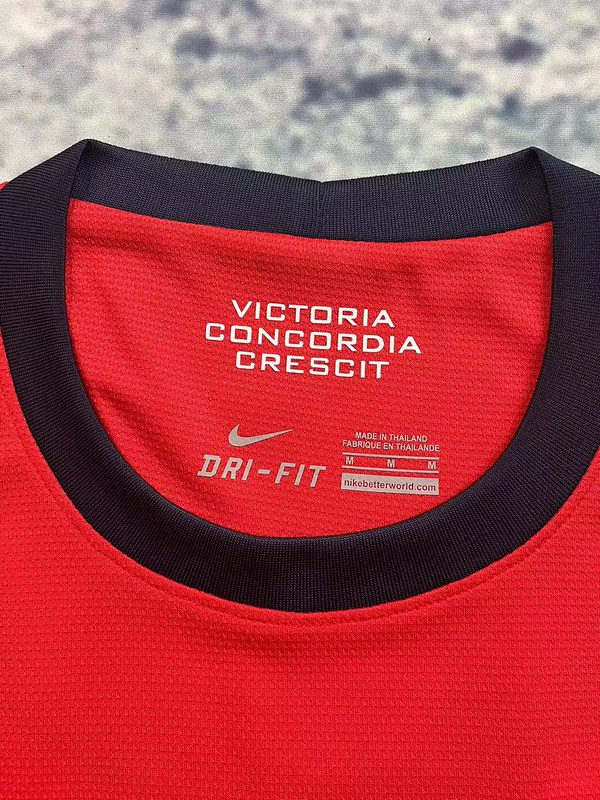 VICTORIA
CONCORDIA
CRESCIT
DRI-FIT
MADE IN THAILAND
FABRIQUE EN THAILANDE
M M M
nikebetterworld.com